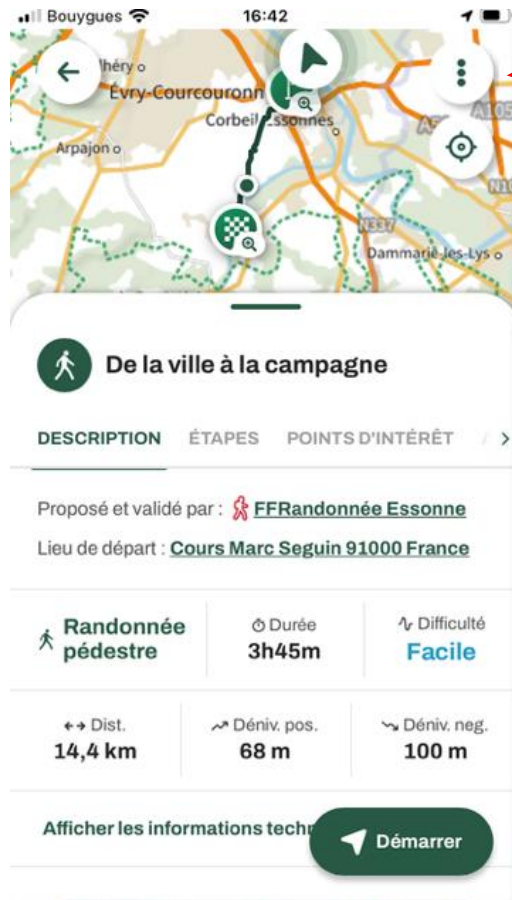 Bouygues 16:42
héry
Évry-Courcouronn
Corbeil-Essonnes
Arpajon
A105
N337
Dammarie-les-Lys
De la ville à la campagne
DESCRIPTION ÉTAPES POINTS D'INTÉRÊT
Proposé et validé par : FFRandonnée Essonne
Lieu de départ : Cours Marc Seguin 91000 France
Randonnée
pédestre
Durée
3h45m
Difficulté
Facile
Dist.
14,4 km
Déniv. pos.
68 m
Déniv. neg.
100 m
Afficher les informations techn
Démarrer